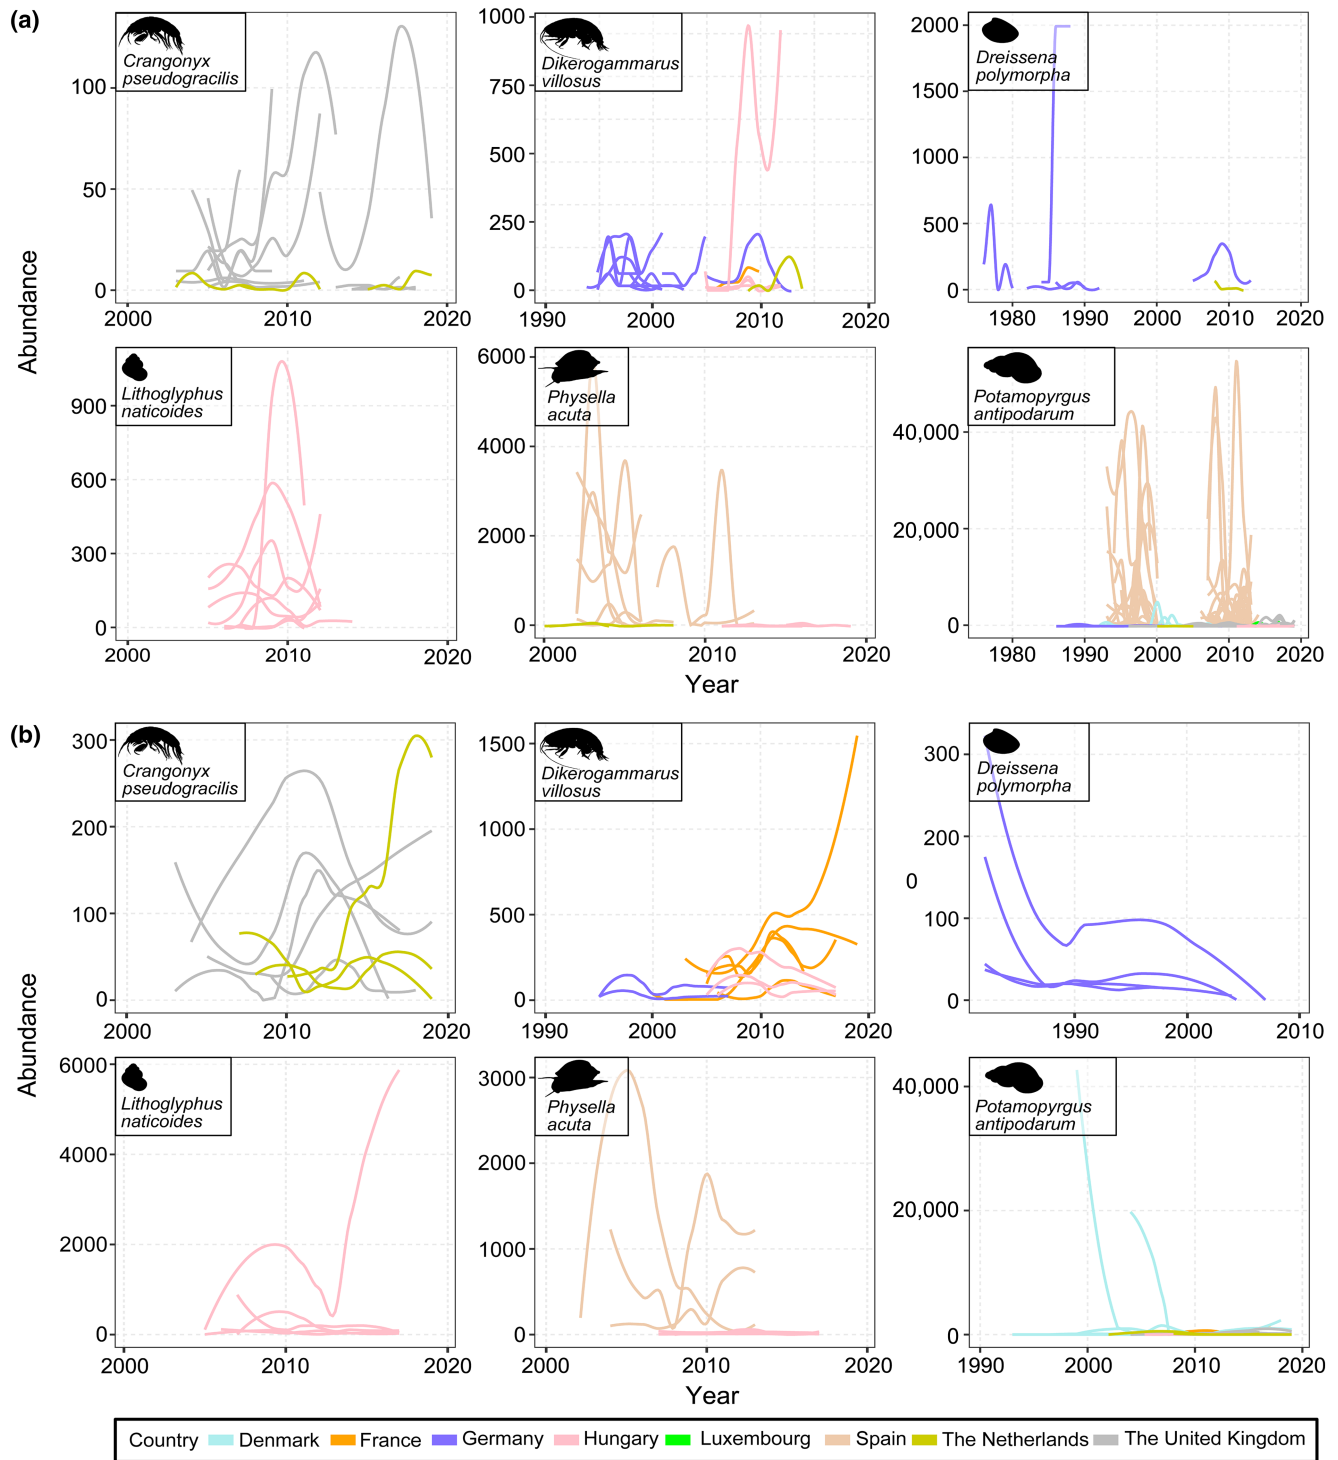 (a)
Crangonyx
pseudogracilis
100
50
0
2000 2010 2020
Dikerogammarus
villosus
1000
750
500
250
0
1990 2000 2010 2020
Dreissena
polymorpha
2000
1500
1000
500
0
1980 1990 2000 2010 2020
Abundance
Lithoglyphus
naticoides
900
600
300
0
2000 2010 2020
Physella
acuta
6000
4000
2000
0
2000 2010 2020
Potamopyrgus
antipodarum
40,000
20,000
0
1980 1990 2000 2010 2020
Year
(b)
Crangonyx
pseudogracilis
300
200
100
0
2000 2010 2020
Dikerogammarus
villosus
1500
1000
500
0
1990 2000 2010 2020
Dreissena
polymorpha
300
200
0
100
0
1990 2000 2010
Abundance
Lithoglyphus
naticoides
6000
4000
2000
0
2000 2010 2020
Physella
acuta
3000
2000
1000
0
2000 2010 2020
Potamopyrgus
antipodarum
40,000
20,000
0
1990 2000 2010 2020
Year
Country Denmark France Germany Hungary Luxembourg Spain The Netherlands The United Kingdom